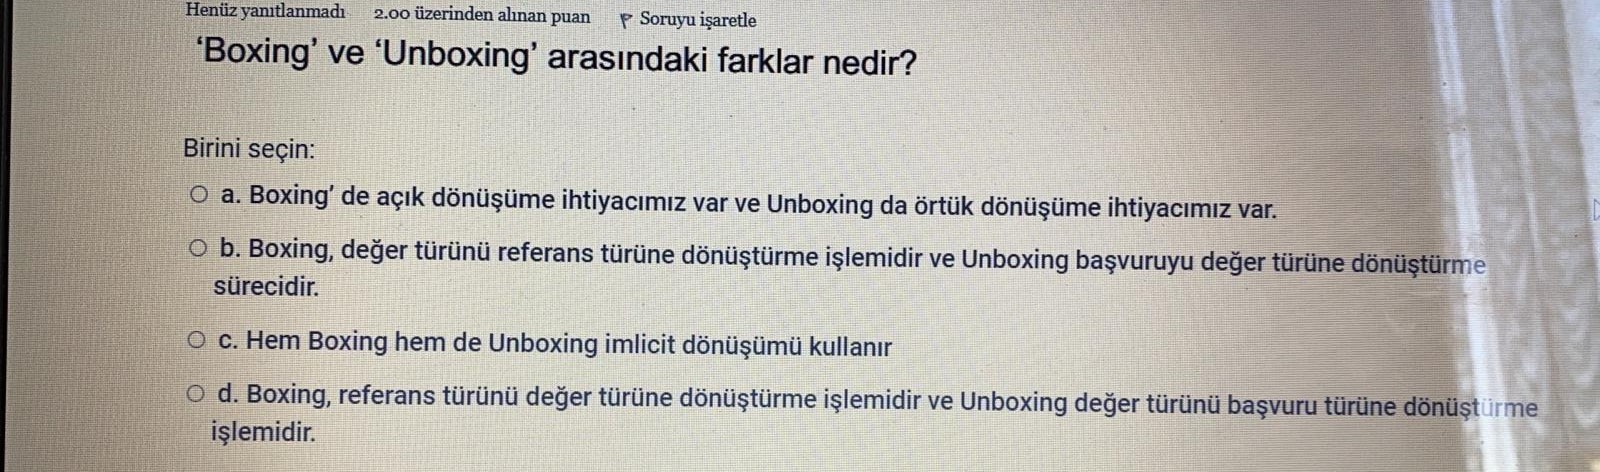 Henüz yanıtlanmadı 2.00 üzerinden alınan puan Soruyu işaretle
‘Boxing’ ve ‘Unboxing’ arasındaki farklar nedir?
Birini seçin:
a. Boxing’ de açık dönüşüme ihtiyacımız var ve Unboxing da örtük dönüşüme ihtiyacımız var.
b. Boxing, değer türünü referans türüne dönüştürme işlemidir ve Unboxing başvuruyu değer türüne dönüştürme
sürecidir.
c. Hem Boxing hem de Unboxing imlicit dönüşümü kullanır
d. Boxing, referans türünü değer türüne dönüştürme işlemidir ve Unboxing değer türünü başvuru türüne dönüştürme
işlemidir.